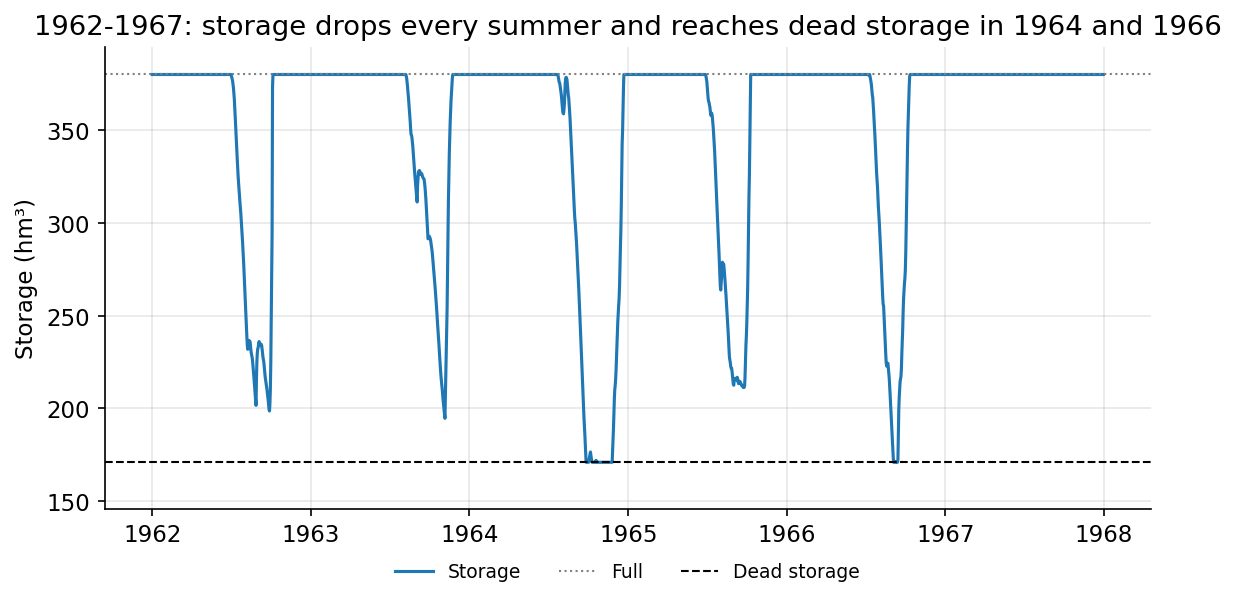 1962-1967: storage drops every summer and reaches dead storage in 1964 and 1966
Storage (hm³)
350
300
250
200
150
1962 1963 1964 1965 1966 1967 1968
Storage Full Dead storage